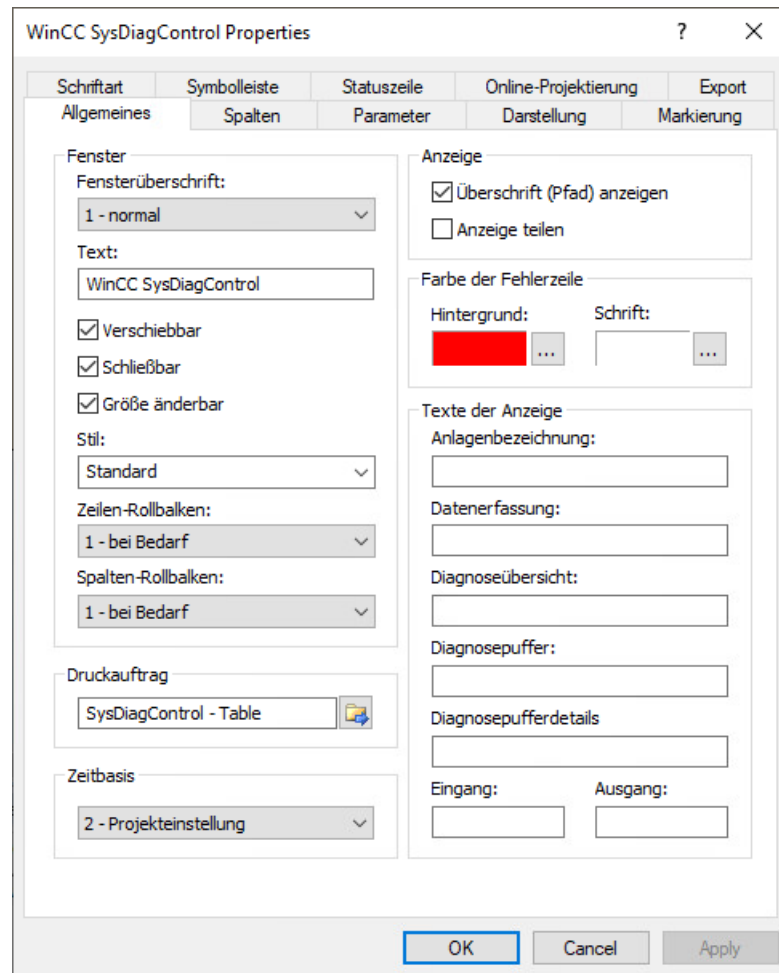 WinCC SysDiagControl Properties
?
Schriftart Symbolleiste Statuszeile Online-Projektierung Export
Allgemeines Spalten Parameter Darstellung Markierung
Fenster
Fensterüberschrift:
1 - normal
Text:
WinCC SysDiagControl
Verschiebbar
Schließbar
Größe änderbar
Stil:
Standard
Zeilen-Rollbalken:
1 - bei Bedarf
Spalten-Rollbalken:
1 - bei Bedarf
Druckauftrag
SysDiagControl - Table
Zeitbasis
2 - Projekteinstellung
Anzeige
Überschrift (Pfad) anzeigen
Anzeige teilen
Farbe der Fehlerzeile
Hintergrund: Schrift:
... ...
Texte der Anzeige
Anlagenbezeichnung:
Datenerfassung:
Diagnoseübersicht:
Diagnosepuffer:
Diagnosepufferdetails
Eingang: Ausgang:
OK Cancel Apply